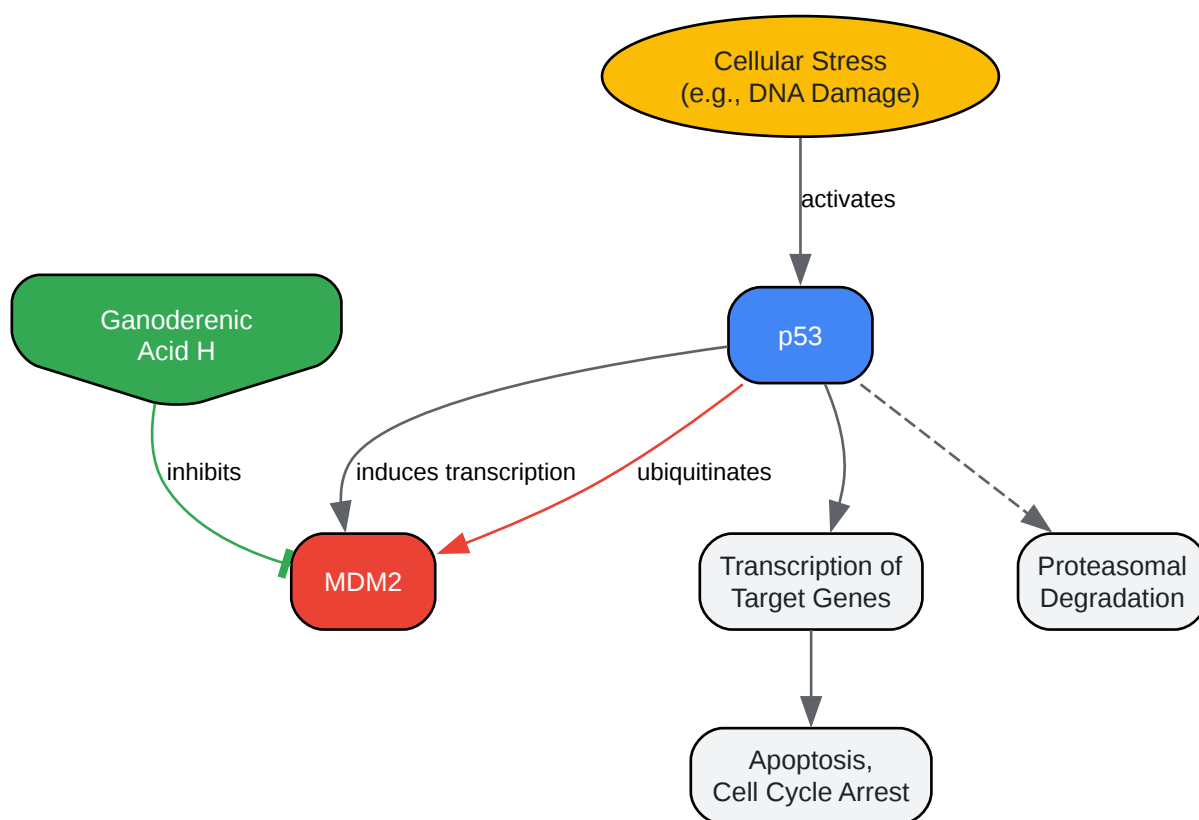 Cellular Stress
(e.g., DNA Damage)
activates
Ganoderenic
Acid H
p53
inhibits
induces transcription
ubiquitinates
MDM2
Transcription of
Target Genes
Proteasomal
Degradation
Apoptosis,
Cell Cycle Arrest